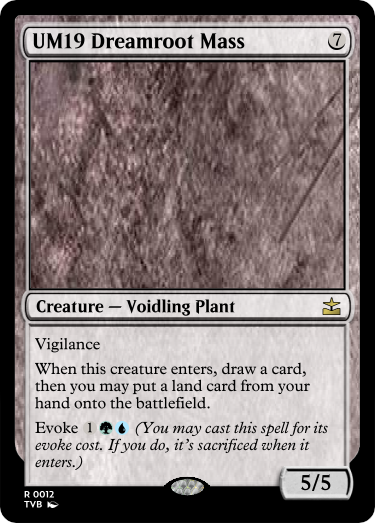 UM19 Dreamroot Mass 7
Creature — Voidling Plant
Vigilance
When this creature enters, draw a card,
then you may put a land card from your
hand onto the battlefield.
Evoke 1 (You may cast this spell for its
evoke cost. If you do, it's sacrificed when it
enters.)
5/5
R 0012
TVB